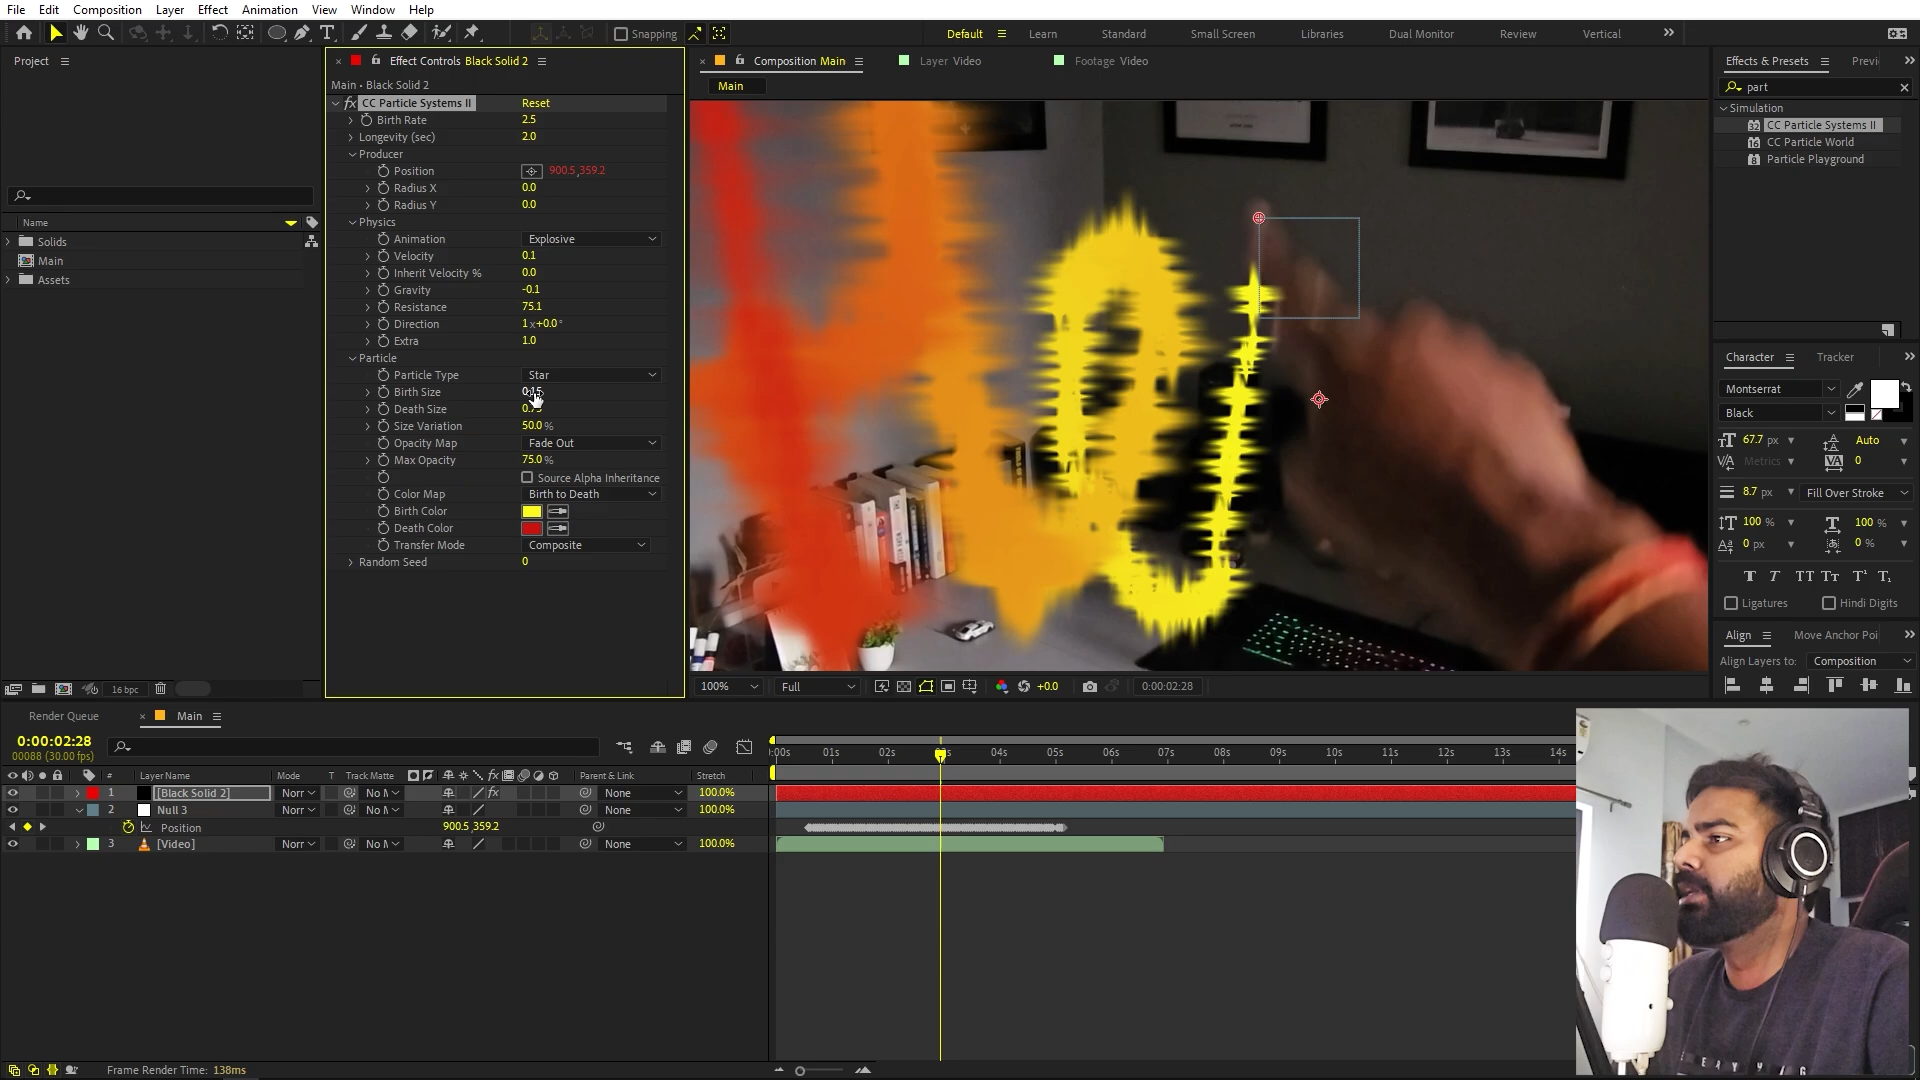 File Edit Composition Layer Effect Animation View Window Help
Snapping Default Learn Standard Small Screen Libraries Dual Monitor Review Vertical
Project
Effect Controls Black Solid 2
Composition Main Layer Video Footage Video
Effects & Presets Previ
Main • Black Solid 2
Main
part
fx CC Particle Systems II Reset
Birth Rate 2.5
Longevity (sec) 2.0
Producer
Position 900.5,359.2
Radius X 0.0
Radius Y 0.0
Physics
Animation Explosive
Velocity 0.1
Inherit Velocity % 0.0
Gravity -0.1
Resistance 75.1
Direction 1x+0.0°
Extra 1.0
Particle
Particle Type Star
Birth Size 0.15
Death Size
Size Variation 50.0 %
Opacity Map Fade Out
Max Opacity 75.0 %
Source Alpha Inheritance
Color Map Birth to Death
Birth Color
Death Color
Transfer Mode Composite
Random Seed 0
Simulation
32 CC Particle Systems II
16 CC Particle World
8 Particle Playground
Name
Solids
Main
Assets
16 bpc
Character Tracker
Montserrat
Black
67.7 px Auto
Metrics 0
8.7 px Fill Over Stroke
100 % 100 %
0 px 0 %
T T TT Tт T¹ T₁
Ligatures Hindi Digits
Align Move Anchor Poi
Align Layers to: Composition
100% Full +0.0 0:00:02:28
Render Queue Main
0:00:02:28
00088 (30.00 fps)
:00s 01s 02s 04s 05s 06s 07s 08s 09s 10s 11s 12s 13s 14s
# Layer Name Mode T Track Matte fx Parent & Link Stretch
1 [Black Solid 2] Norr No M fx None 100.0%
2 Null 3 Norr No M None 100.0%
Position 900.5,359.2
3 [Video] Norr No M None 100.0%
Frame Render Time: 138ms